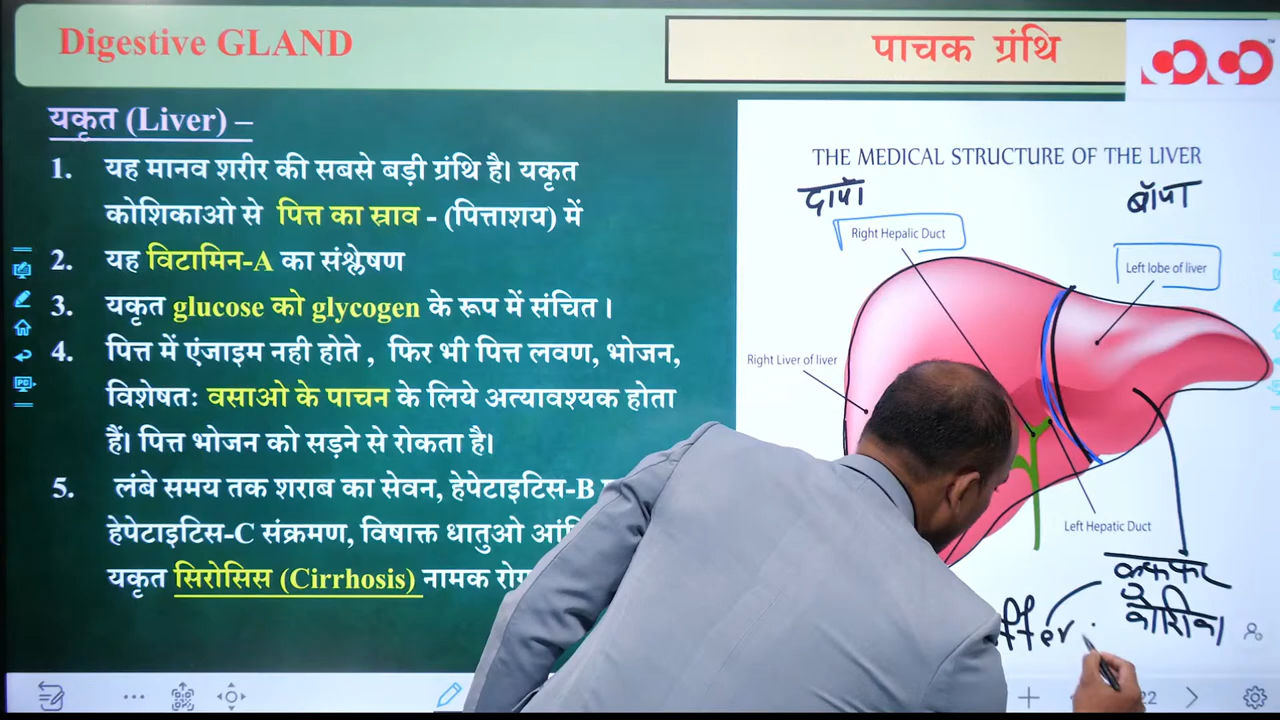 Digestive GLAND
पाचक ग्रंथि
यकृत (Liver) –
1. यह मानव शरीर की सबसे बड़ी ग्रंथि है। यकृत
कोशिकाओ से पित्त का स्राव - (पित्ताशय) में
2. यह विटामिन-A का संश्लेषण
3. यकृत glucose को glycogen के रूप में संचित ।
4. पित्त में एंजाइम नही होते , फिर भी पित्त लवण, भोजन,
विशेषतः वसाओ के पाचन के लिये अत्यावश्यक होता
हैं। पित्त भोजन को सड़ने से रोकता है।
5. लंबे समय तक शराब का सेवन, हेपेटाइटिस-B
हेपेटाइटिस-C संक्रमण, विषाक्त धातुओ
यकृत सिरोसिस (Cirrhosis) नामक
THE MEDICAL STRUCTURE OF THE LIVER
दायाँ
बायाँ
Right Hepalic Duct
Left lobe of liver
Right Liver of liver
Left Hepatic Duct
कोशिका
22